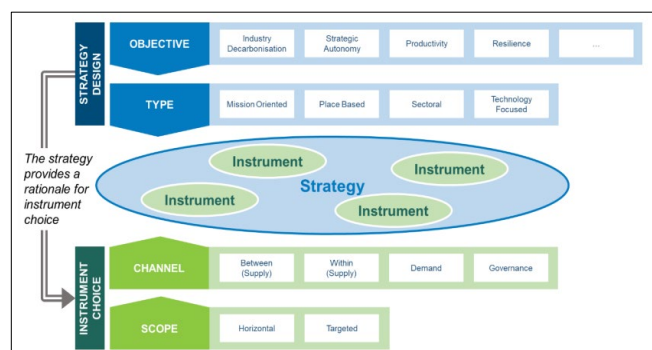 STRATEGY
DESIGN
OBJECTIVE
Industry
Decarbonisation
Strategic
Autonomy
Productivity
Resilience
...
TYPE
Mission Oriented
Place Based
Sectoral
Technology
Focused
The strategy
provides a
rationale for
instrument
choice
Instrument
Instrument
Strategy
Instrument
Instrument
INSTRUMENT
CHOICE
CHANNEL
Between
(Supply)
Within
(Supply)
Demand
Governance
SCOPE
Horizontal
Targeted